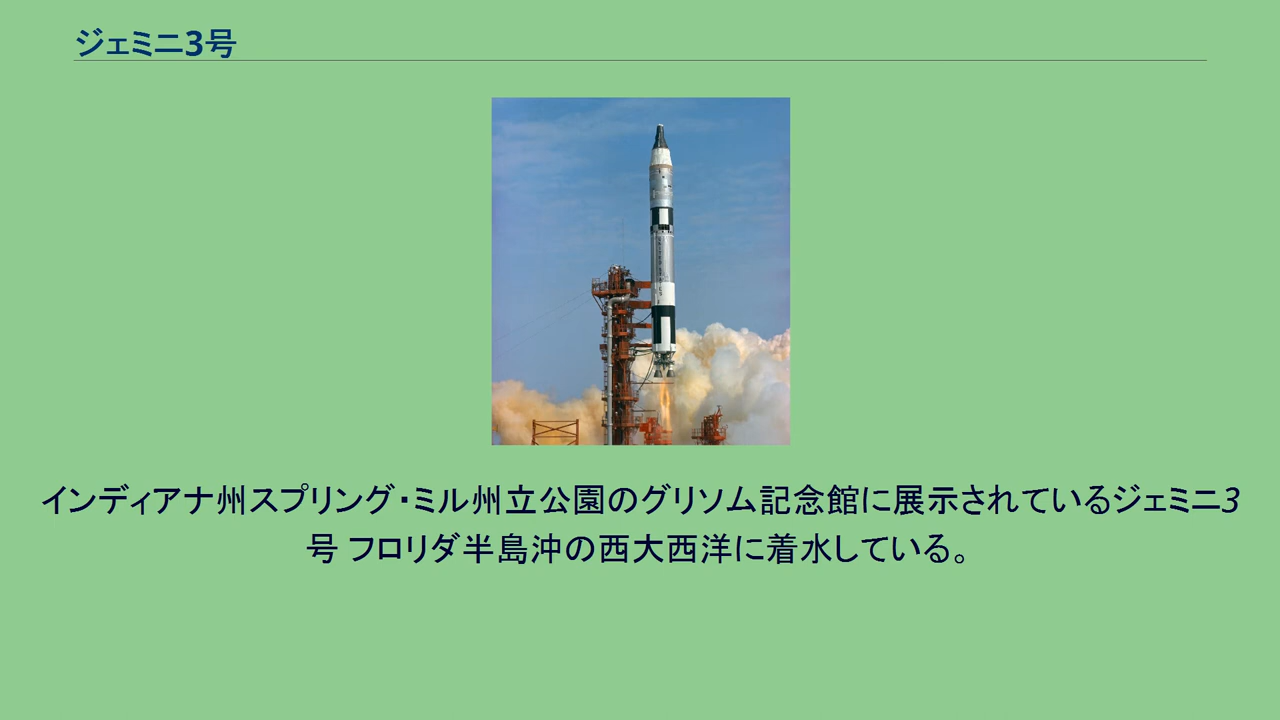 ジェミニ3号
インディアナ州スプリング・ミル州立公園のグリソム記念館に展示されているジェミニ3
号 フロリダ半島沖の西大西洋に着水している。